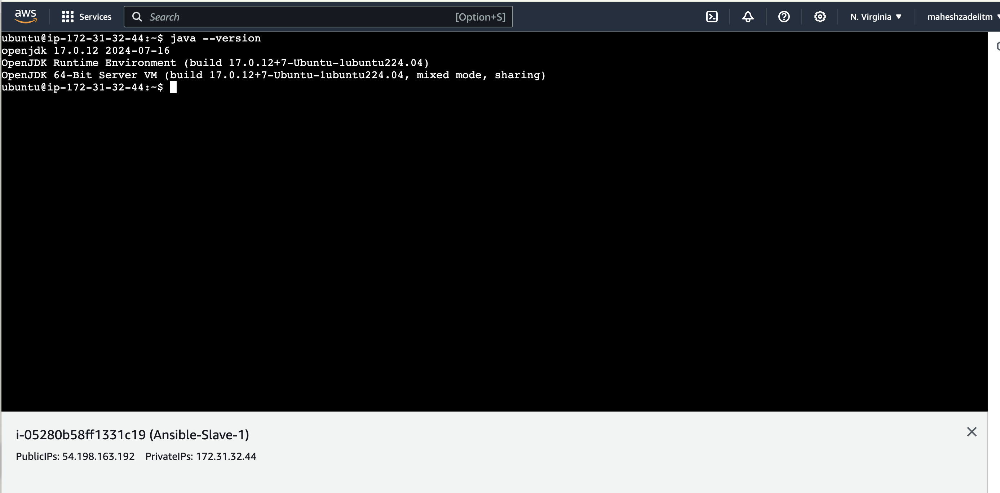 aws Services Search [Option+S] N. Virginia maheshzadeiitm
ubuntu@ip-172-31-32-44:~$ java --version
openjdk 17.0.12 2024-07-16
OpenJDK Runtime Environment (build 17.0.12+7-Ubuntu-1ubuntu224.04)
OpenJDK 64-Bit Server VM (build 17.0.12+7-Ubuntu-1ubuntu224.04, mixed mode, sharing)
ubuntu@ip-172-31-32-44:~$
i-05280b58ff1331c19 (Ansible-Slave-1)
PublicIPs: 54.198.163.192 PrivateIPs: 172.31.32.44